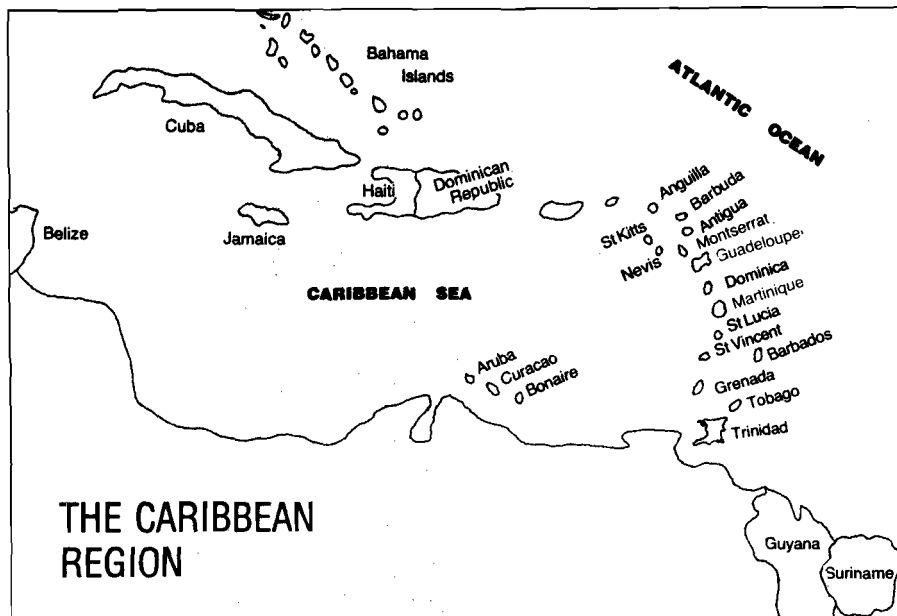 Bahama
Islands
ATLANTIC OCEAN
Cuba
Haiti
Dominican
Republic
Anguilla
Barbuda
Antigua
St Kitts
Montserrat
Nevis
Guadeloupe
Belize
Jamaica
Dominica
CARIBBEAN SEA
Martinique
St Lucia
St Vincent
Barbados
Aruba
Curacao
Bonaire
Grenada
Tobago
Trinidad
THE CARIBBEAN
REGION
Guyana
Suriname